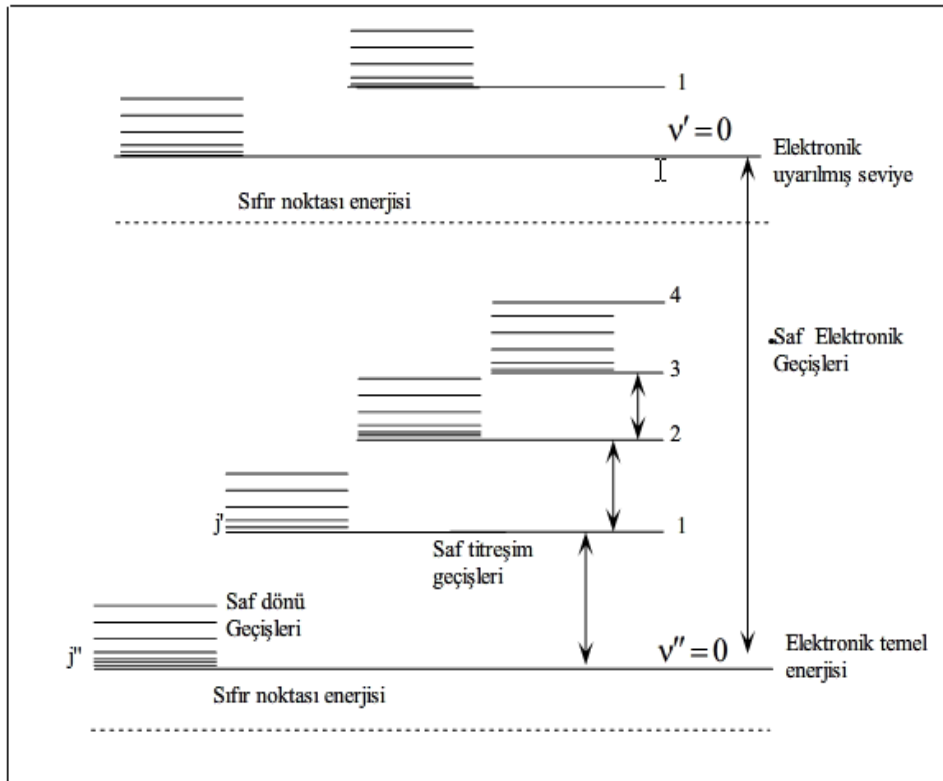 1
ν′ = 0
Elektronik
uyarılmış seviye
Sıfır noktası enerjisi
4
Saf Elektronik
Geçişleri
3
2
j'
1
Saf titreşim
geçişleri
Saf dönü
Geçişleri
j"
ν″ = 0
Elektronik temel
enerjisi
Sıfır noktası enerjisi